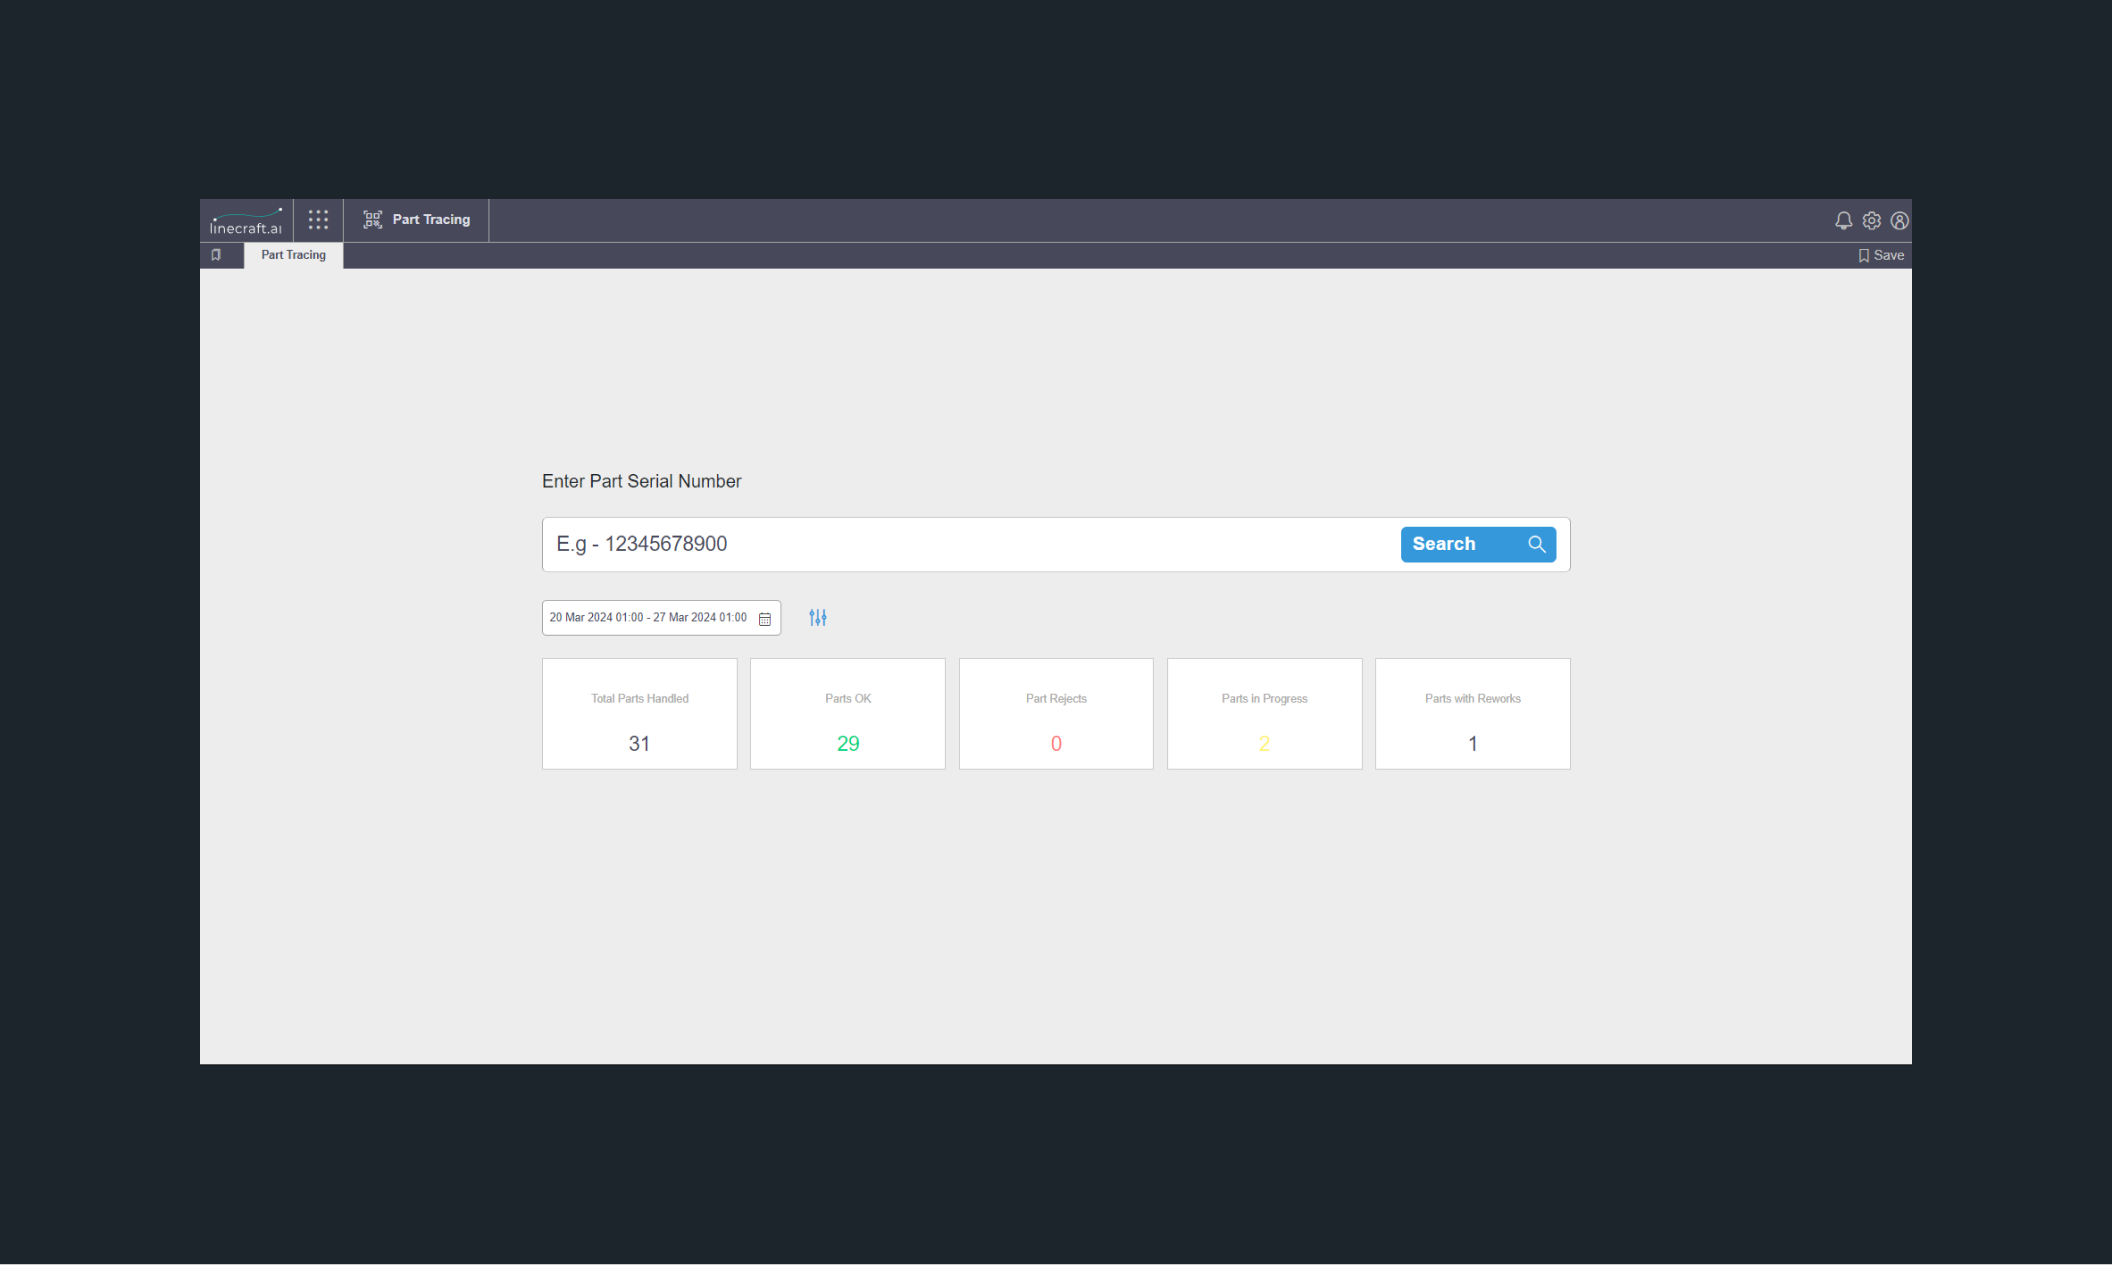 linecraft.ai
Part Tracing
Part Tracing
Save
Enter Part Serial Number
E.g - 12345678900
Search
20 Mar 2024 01:00 - 27 Mar 2024 01:00
Total Parts Handled
Parts OK
Part Rejects
Parts in Progress
Parts with Reworks
31
29
0
2
1